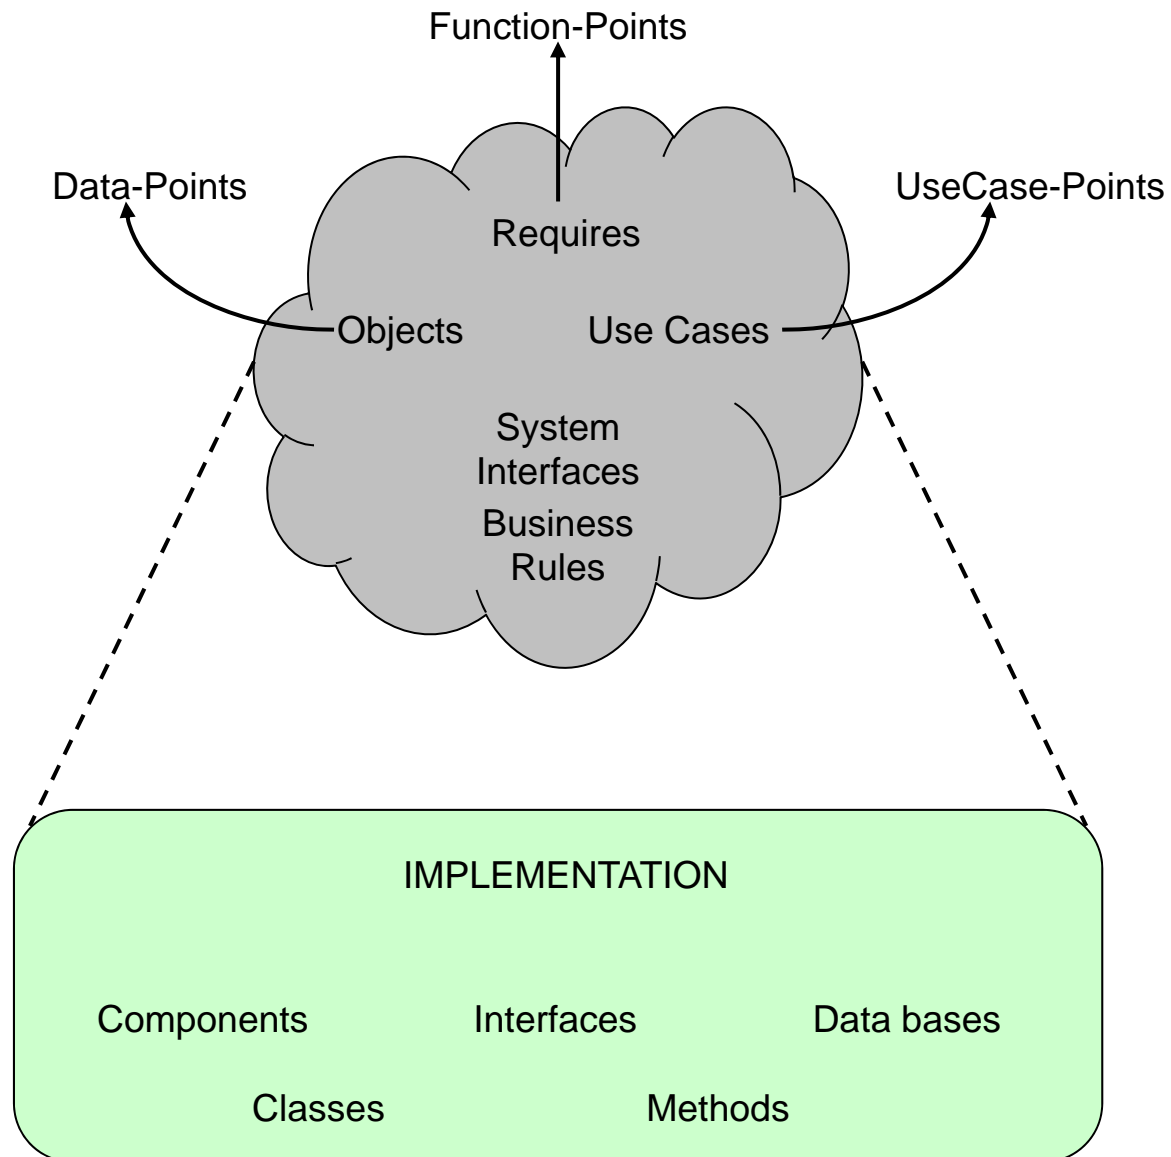 Function-Points
Data-Points
UseCase-Points
Requires
Objects
Use Cases
System
Interfaces
Business
Rules
IMPLEMENTATION
Components
Interfaces
Data bases
Classes
Methods